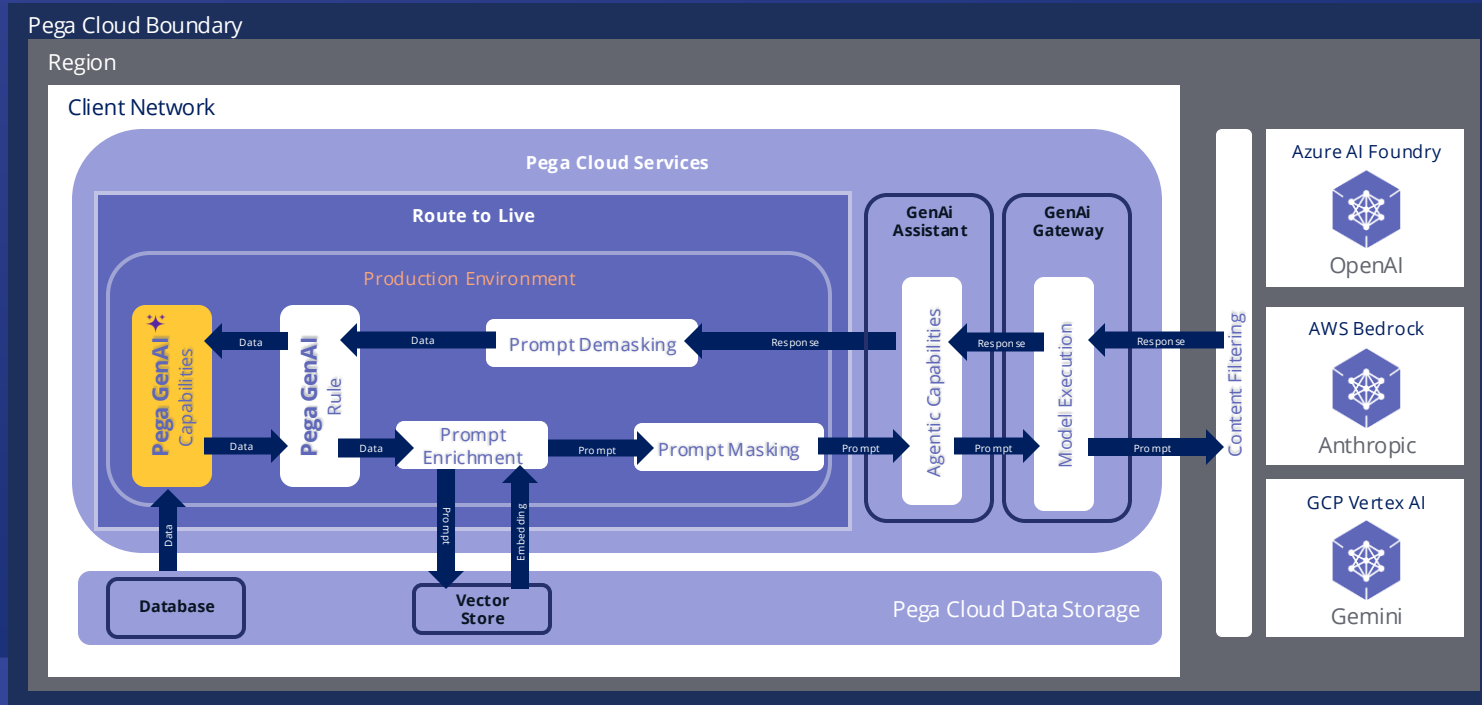 Pega Cloud Boundary
Region
Client Network
Pega Cloud Services
Route to Live
Production Environment
Pega GenAI
Capabilities
Data
Data
Pega GenAI
Rule
Data
Data
Prompt Demasking
Response
Prompt
Enrichment
Prompt
Prompt Masking
Prompt
Data
Prompt
Embedding
GenAi
Assistant
Agentic Capabilities
Response
Prompt
GenAi
Gateway
Model Execution
Response
Prompt
Content Filtering
Azure AI Foundry
OpenAI
AWS Bedrock
Anthropic
GCP Vertex AI
Gemini
Database
Vector
Store
Pega Cloud Data Storage